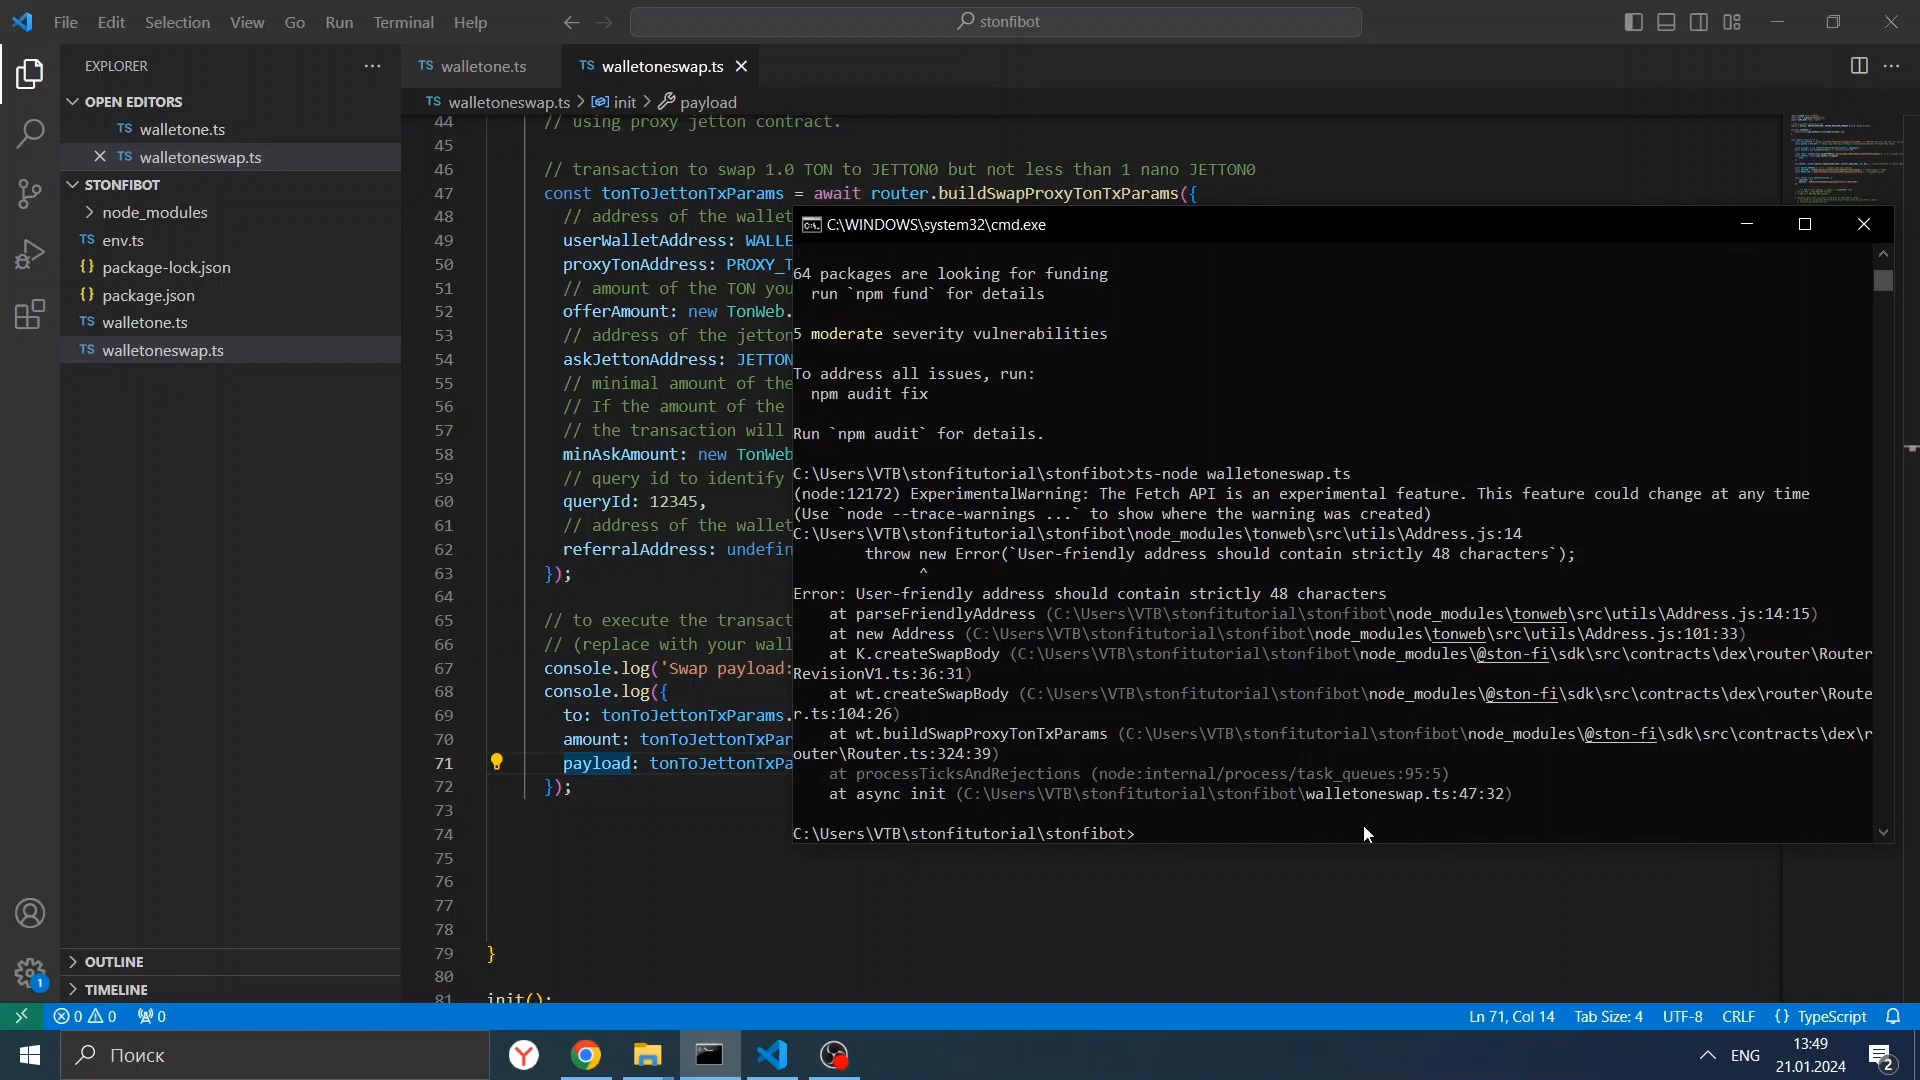 File Edit Selection View Go Run Terminal Help
stonfibot
EXPLORER
OPEN EDITORS
TS walletone.ts
TS walletoneswap.ts
STONFIBOT
node_modules
TS env.ts
{} package-lock.json
{} package.json
TS walletone.ts
TS walletoneswap.ts
OUTLINE
TIMELINE
TS walletone.ts
TS walletoneswap.ts
TS walletoneswap.ts > init > payload
44 // using proxy jetton contract.
45
46 // transaction to swap 1.0 TON to JETTON0 but not less than 1 nano JETTON0
47 const tonToJettonTxParams = await router.buildSwapProxyTonTxParams({
48 // address of the wallet
49 userWalletAddress: WALLE
50 proxyTonAddress: PROXY_T
51 // amount of the TON you
52 offerAmount: new TonWeb.
53 // address of the jetton
54 askJettonAddress: JETTON
55 // minimal amount of the
56 // If the amount of the
57 // the transaction will
58 minAskAmount: new TonWeb
59 // query id to identify
60 queryId: 12345,
61 // address of the wallet
62 referralAddress: undefin
63 });
64
65 // to execute the transact
66 // (replace with your wall
67 console.log('Swap payload:
68 console.log({
69 to: tonToJettonTxParams.
70 amount: tonToJettonTxPar
71 payload: tonToJettonTxPa
72 });
73
74
75
76
77
78
79 }
80
81 init();
C:\WINDOWS\system32\cmd.exe
64 packages are looking for funding
run `npm fund` for details
5 moderate severity vulnerabilities
To address all issues, run:
npm audit fix
Run `npm audit` for details.
C:\Users\VTB\stonfitutorial\stonfibot>ts-node walletoneswap.ts
(node:12172) ExperimentalWarning: The Fetch API is an experimental feature. This feature could change at any time
(Use `node --trace-warnings ...` to show where the warning was created)
C:\Users\VTB\stonfitutorial\stonfibot\node_modules\tonweb\src\utils\Address.js:14
throw new Error(`User-friendly address should contain strictly 48 characters`);
^
Error: User-friendly address should contain strictly 48 characters
at parseFriendlyAddress (C:\Users\VTB\stonfitutorial\stonfibot\node_modules\tonweb\src\utils\Address.js:14:15)
at new Address (C:\Users\VTB\stonfitutorial\stonfibot\node_modules\tonweb\src\utils\Address.js:101:33)
at K.createSwapBody (C:\Users\VTB\stonfitutorial\stonfibot\node_modules\@ston-fi\sdk\src\contracts\dex\router\Router
RevisionV1.ts:36:31)
at wt.createSwapBody (C:\Users\VTB\stonfitutorial\stonfibot\node_modules\@ston-fi\sdk\src\contracts\dex\router\Route
r.ts:104:26)
at wt.buildSwapProxyTonTxParams (C:\Users\VTB\stonfitutorial\stonfibot\node_modules\@ston-fi\sdk\src\contracts\dex\r
outer\Router.ts:324:39)
at processTicksAndRejections (node:internal/process/task_queues:95:5)
at async init (C:\Users\VTB\stonfitutorial\stonfibot\walletoneswap.ts:47:32)
C:\Users\VTB\stonfitutorial\stonfibot>
1
0 0 0
Ln 71, Col 14 Tab Size: 4 UTF-8 CRLF {} TypeScript
Поиск
ENG
13:49
21.01.2024
2